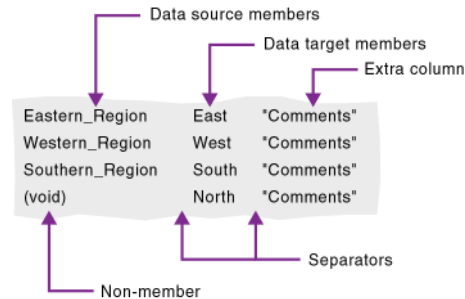 Data source members
Data target members
Extra column
Eastern_Region East "Comments"
Western_Region West "Comments"
Southern_Region South "Comments"
(void) North "Comments"
Separators
Non-member